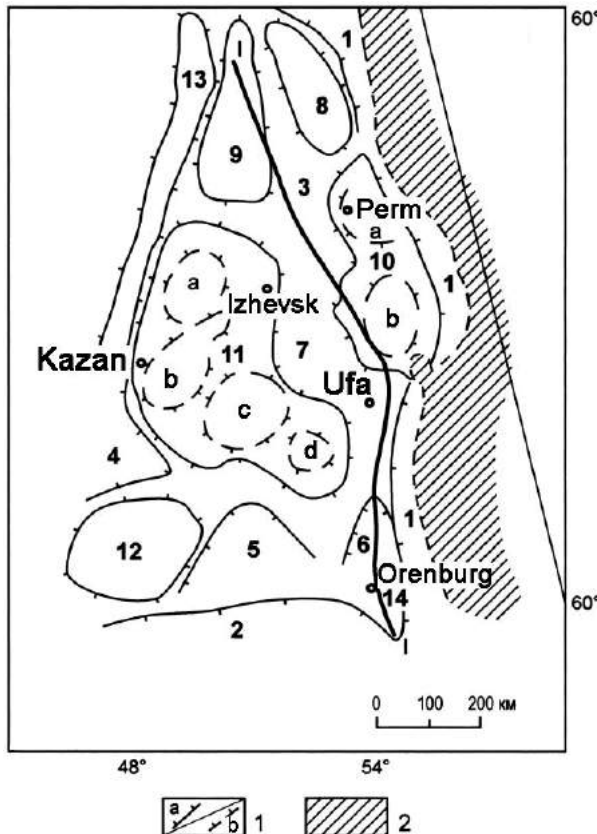 60°
1
I
13
8
9
3
Perm
a
10
1
a
Izhevsk
b
Kazan
11
7
b
Ufa
c
d
4
1
12
5
6
Orenburg
60°
14
2
I
0 100 200 км
48° 54°
a b 1 2